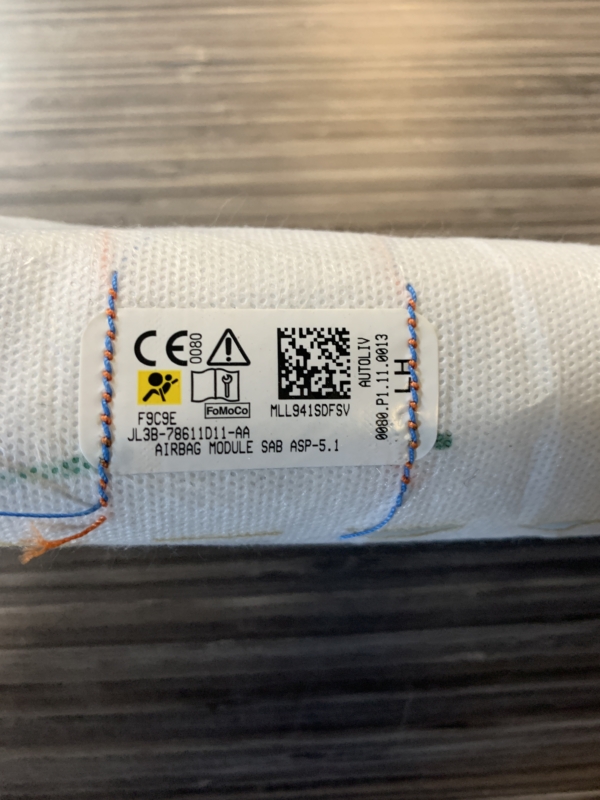 CE 0080
FoMoCo
F9C9E
MLL941SDFSV
JL3B-78611D11-AA
AIRBAG MODULE SAB ASP-5.1
AUTOLIV
0080.P1.11.0013
LH